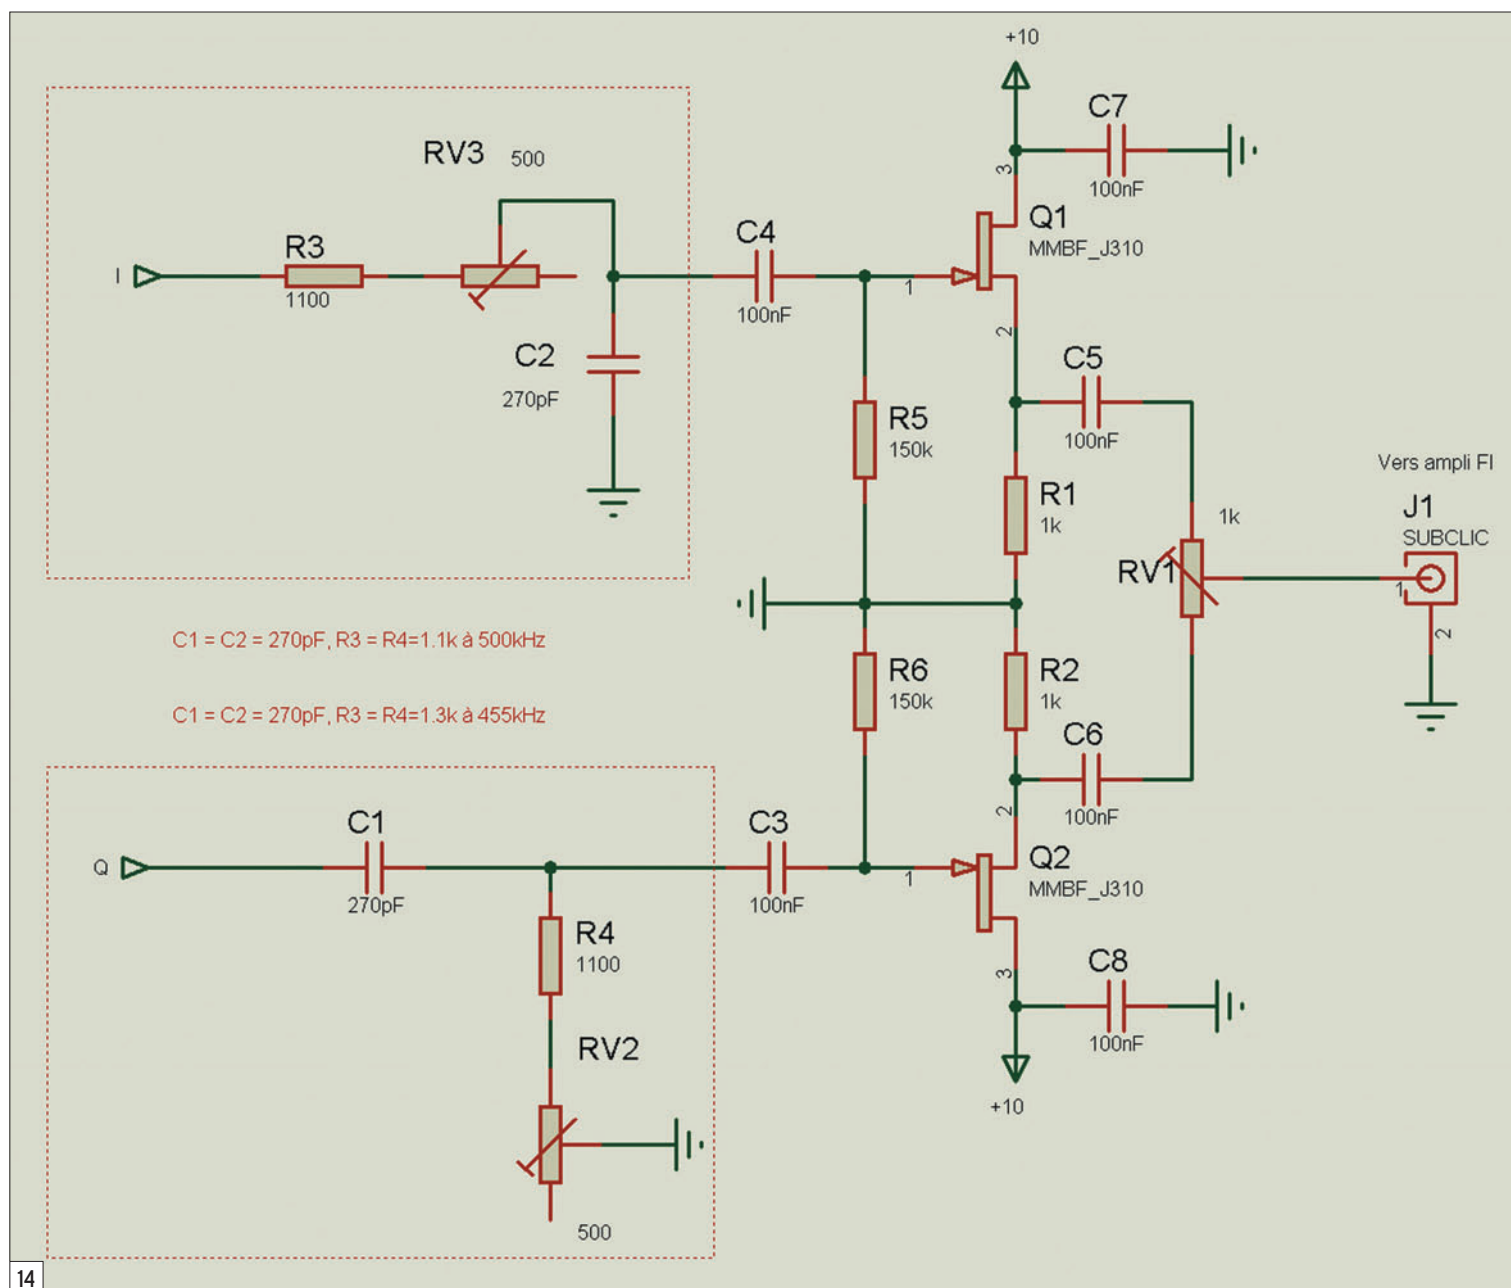 +10
C7
100nF
3
RV3 500
Q1
MMBF_J310
C4
100nF
R3
1100
I
1
2
C2
270pF
C5
100nF
R5
150k
R1
1k
1k
Vers ampli FI
J1
SUBCLIC
RV1
1
2
C1 = C2 = 270pF, R3 = R4=1.1k à 500kHz
R6
150k
R2
1k
C1 = C2 = 270pF, R3 = R4=1.3k à 455kHz
C6
100nF
2
C1
270pF
C3
100nF
Q
1
Q2
MMBF_J310
R4
1100
3
C8
100nF
RV2
500
+10
14